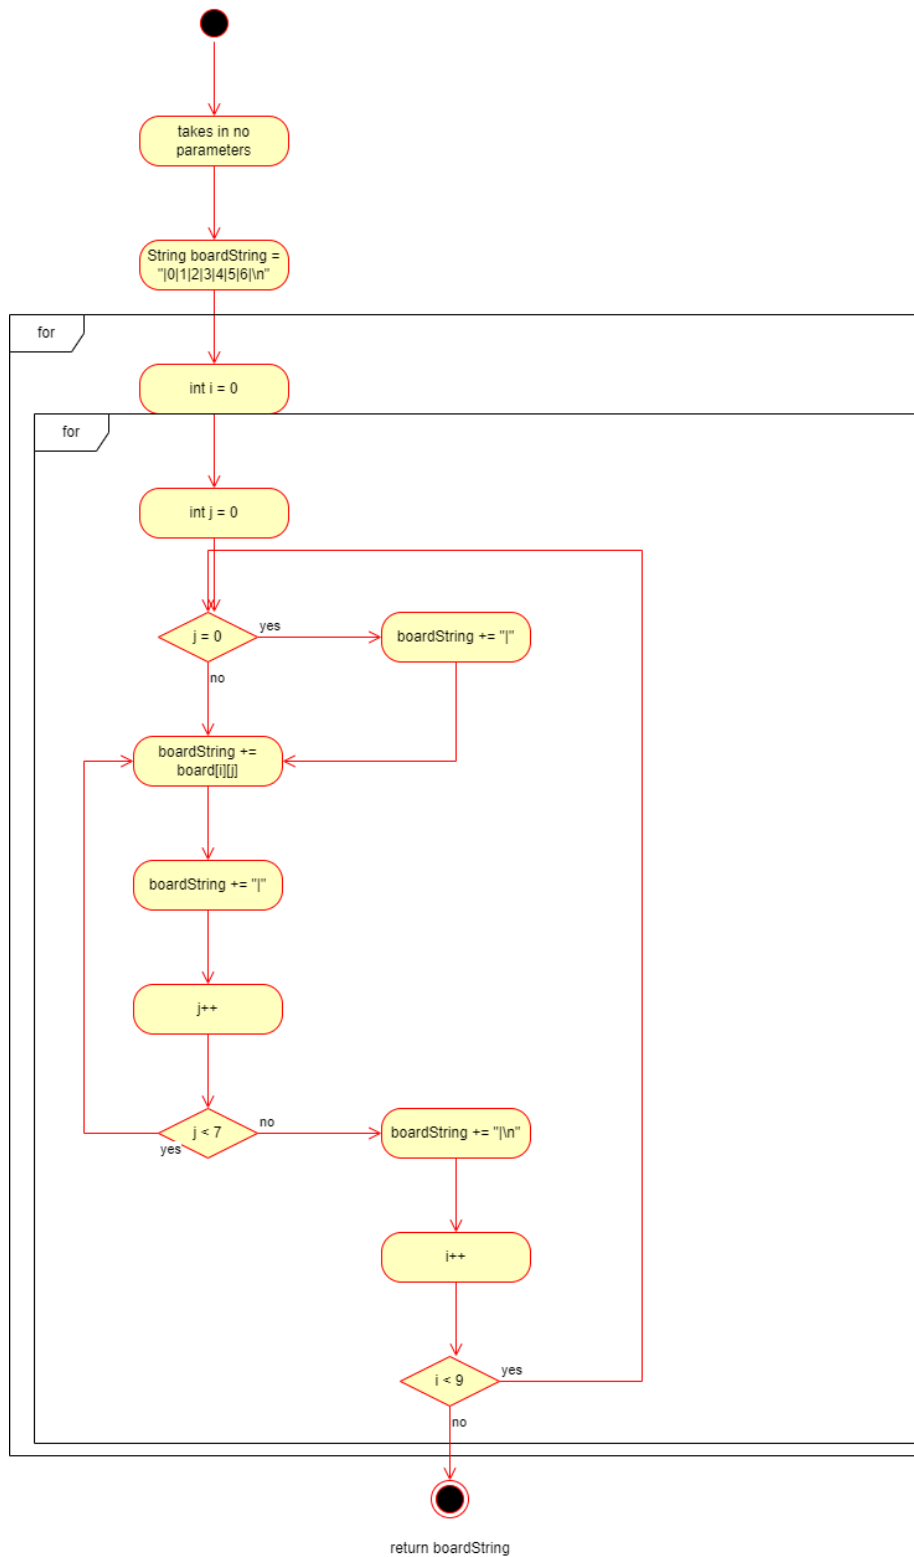 takes in no
parameters
String boardString =
"|0|1|2|3|4|5|6|\n"
for
int i = 0
for
int j = 0
j = 0
yes
boardString += "|"
no
boardString +=
board[i][j]
boardString += "|"
j++
j < 7
yes
no
boardString += "|\n"
i++
i < 9
yes
no
return boardString